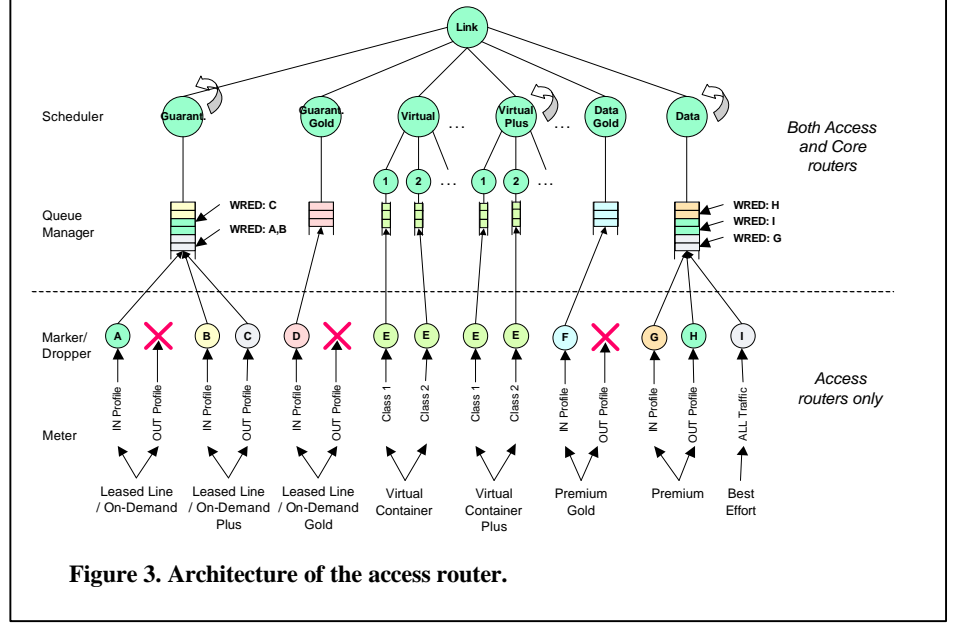 Link
Scheduler
Guarant.
Guarant.
Gold
Virtual
...
Virtual
Plus
...
Data
Gold
Data
Both Access
and Core
routers
1
2
...
1
2
...
Queue
Manager
WRED: C
WRED: A,B
WRED: H
WRED: I
WRED: G
Marker/
Dropper
A
B
C
D
E
E
E
E
F
G
H
I
Access
routers only
Meter
IN Profile
OUT Profile
IN Profile
OUT Profile
IN Profile
OUT Profile
Class 1
Class 2
Class 1
Class 2
IN Profile
OUT Profile
IN Profile
OUT Profile
ALL Traffic
Leased Line
/ On-Demand
Leased Line
/ On-Demand
Plus
Leased Line
/ On-Demand
Gold
Virtual
Container
Virtual
Container
Plus
Premium
Gold
Premium
Best
Effort
Figure 3. Architecture of the access router.